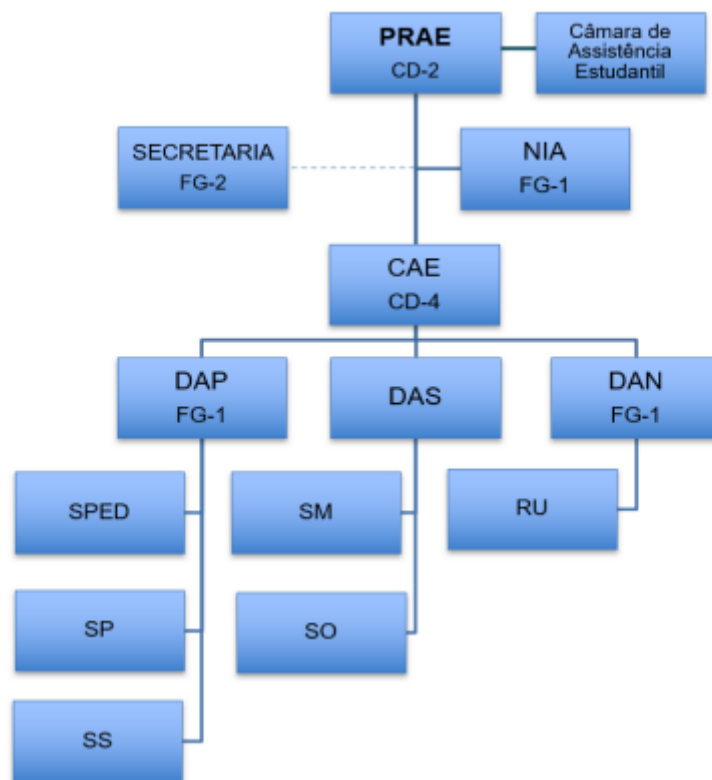 PRAE
CD-2
Câmara de
Assistência
Estudantil
SECRETARIA
FG-2
NIA
FG-1
CAE
CD-4
DAP
FG-1
DAS
DAN
FG-1
SPED
SM
RU
SP
SO
SS